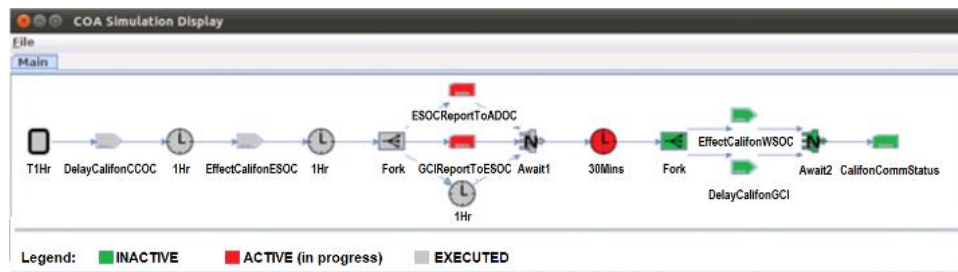 COA Simulation Display
File
Main
ESOCReportToADOC
EffectCalifonWSOC
T1Hr DelayCalifonCCOC 1Hr EffectCalifonESOC 1Hr Fork GCIReportToESOC Await1 30Mins Fork Await2 CalifonCommStatus
DelayCalifonGCI
1Hr
Legend: INACTIVE ACTIVE (in progress) EXECUTED